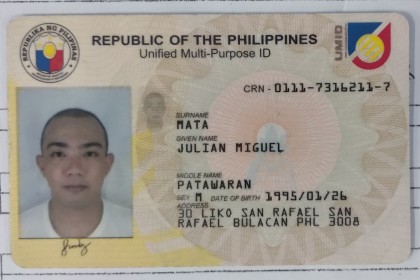 REPUBLIKA NG PILIPINAS
REPUBLIC OF THE PHILIPPINES
Unified Multi-Purpose ID
UMID
CRN - 0111-7316211-7
SURNAME
MATA
GIVEN NAME
JULIAN MIGUEL
MIDDLE NAME
PATAWARAN
SEX M DATE OF BIRTH 1995/01/26
ADDRESS
30 LIKO SAN RAFAEL SAN
RAFAEL BULACAN PHL 3008